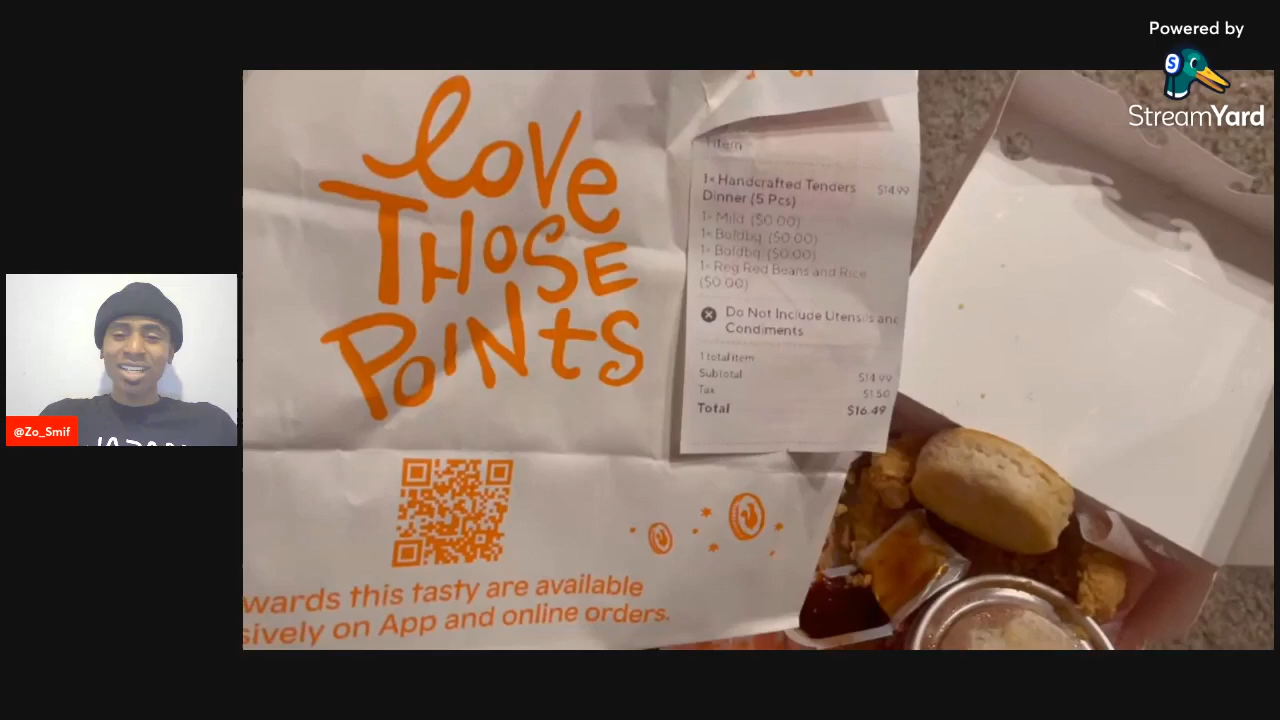 Powered by
StreamYard
love
THOSE
POINTS
wards this tasty are available
sively on App and online orders.
1 item
1× Handcrafted Tenders $14.99
Dinner (5 Pcs)
1× Mild ($0.00)
1× Boldbq ($0.00)
1× Boldbq ($0.00)
1× Reg Red Beans and Rice
($0.00)
Do Not Include Utensils and
Condiments
1 total item
Subtotal $14.99
Tax $1.50
Total $16.49
@Zo_Smif